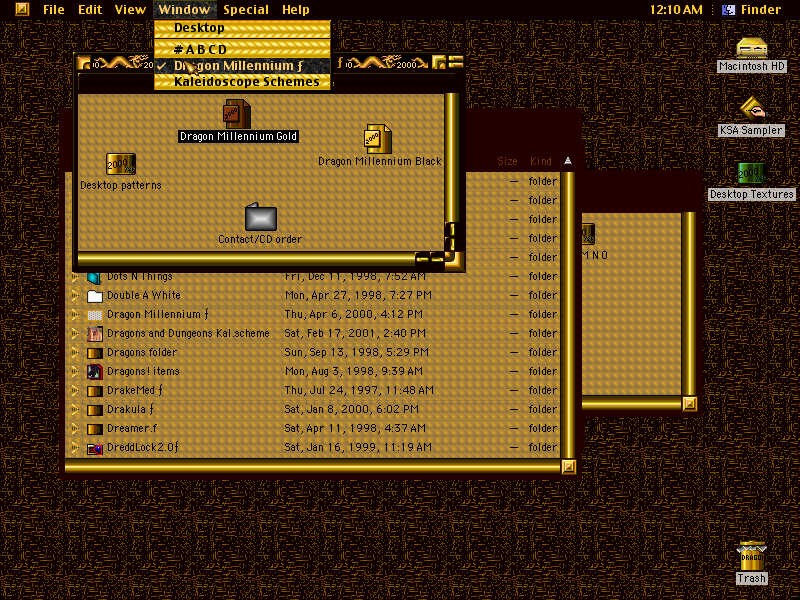 File Edit View Window Special Help 12:10 AM Finder
Desktop
# A B C D
✓ Dragon Millennium ƒ
Kaleidoscope Schemes
Macintosh HD
KSA Sampler
Desktop Textures
Dragon Millennium Gold
Dragon Millennium Black
2000
Desktop patterns
Contact/CD order
Size Kind
— folder
— folder
— folder
— folder
— folder
M N O
Dots N Things Fri, Dec 11, 1998, 7:52 AM — folder
Double A White Mon, Apr 27, 1998, 7:27 PM — folder
Dragon Millennium ƒ Thu, Apr 6, 2000, 4:12 PM — folder
Dragons and Dungeons Kal.scheme Sat, Feb 17, 2001, 2:40 PM — folder
Dragons folder Sun, Sep 13, 1998, 5:29 PM — folder
Dragons! items Mon, Aug 3, 1998, 9:39 AM — folder
DrakeMed ƒ Thu, Jul 24, 1997, 11:48 AM — folder
Drakula ƒ Sat, Jan 8, 2000, 6:02 PM — folder
Dreamer.f Sat, Apr 11, 1998, 4:37 AM — folder
DreddLock2.0ƒ Sat, Jan 16, 1999, 11:19 AM — folder
DRAGON
Trash